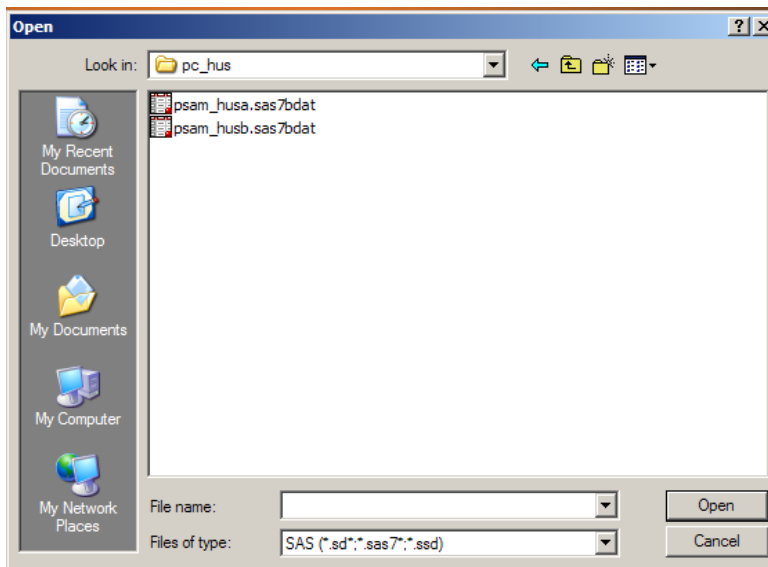 Open
Look in:
pc_hus
psam_husa.sas7bdat
psam_husb.sas7bdat
My Recent
Documents
Desktop
My Documents
My Computer
My Network
Places
File name:
Open
Files of type:
SAS (*.sd*;*.sas7*;*.ssd)
Cancel